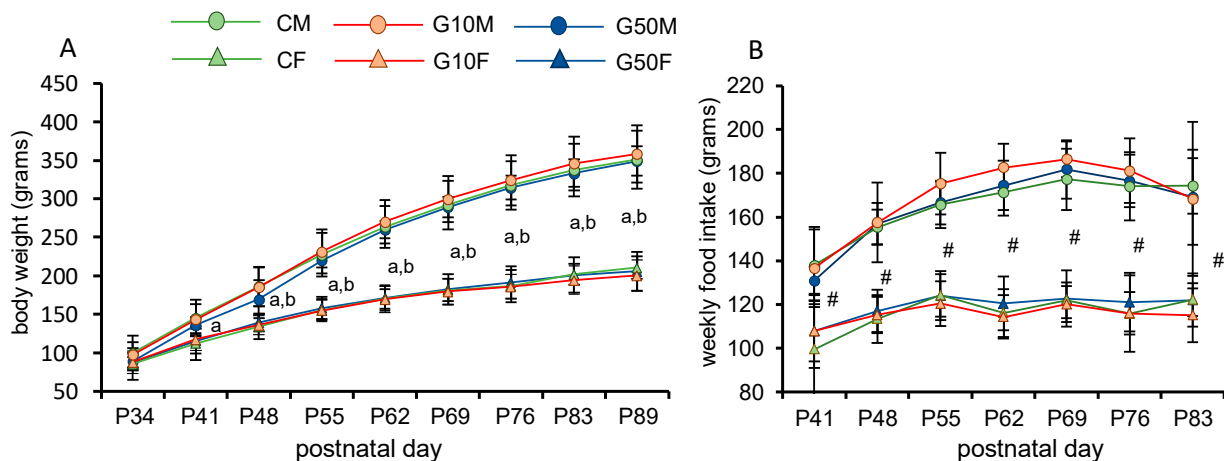 CM G10M G50M
CF G10F G50F
A
body weight (grams)
450
400
350
300
250
200
150
100
50
a
a,b
a,b
a,b
a,b
a,b
a,b
a,b
P34 P41 P48 P55 P62 P69 P76 P83 P89
postnatal day
B
weekly food intake (grams)
220
200
180
160
140
120
100
80
# # # # # # #
P41 P48 P55 P62 P69 P76 P83
postnatal day